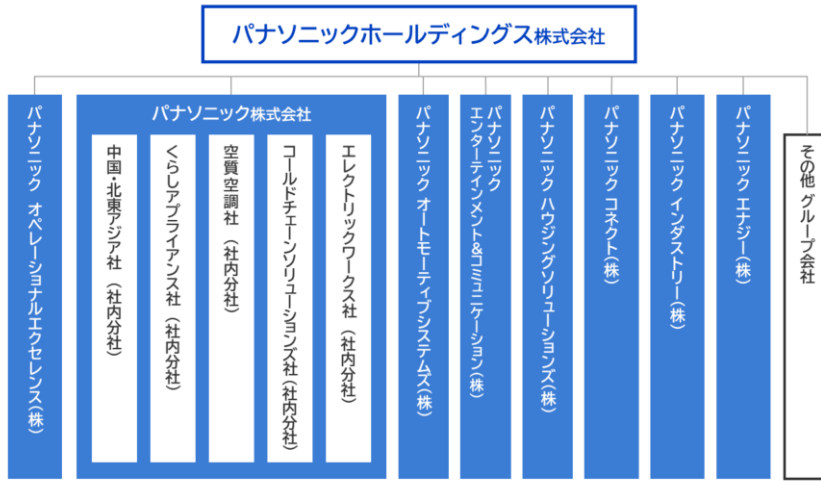 パナソニックホールディングス株式会社
パナソニック オペレーショナルエクセレンス(株)
パナソニック株式会社
中国・北東アジア社 (社内分社)
くらしアプライアンス社 (社内分社)
空質空調社 (社内分社)
コールドチェーンソリューションズ社 (社内分社)
エレクトリックワークス社 (社内分社)
パナソニック オートモーティブシステムズ(株)
パナソニック
エンターテインメント&コミュニケーション(株)
パナソニック ハウジングソリューションズ(株)
パナソニック コネクト(株)
パナソニック インダストリー(株)
パナソニック エナジー(株)
その他 グループ会社